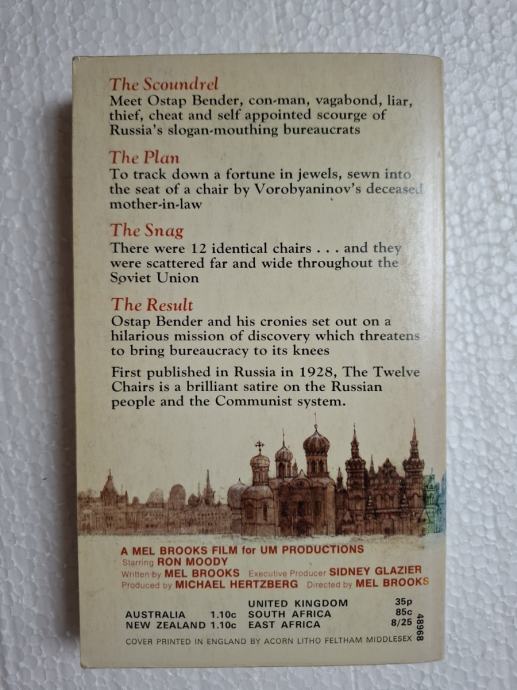 The Scoundrel
Meet Ostap Bender, con-man, vagabond, liar,
thief, cheat and self appointed scourge of
Russia's slogan-mouthing bureaucrats
The Plan
To track down a fortune in jewels, sewn into
the seat of a chair by Vorobyaninov's deceased
mother-in-law
The Snag
There were 12 identical chairs . . . and they
were scattered far and wide throughout the
Soviet Union
The Result
Ostap Bender and his cronies set out on a
hilarious mission of discovery which threatens
to bring bureaucracy to its knees
First published in Russia in 1928, The Twelve
Chairs is a brilliant satire on the Russian
people and the Communist system.
A MEL BROOKS FILM for UM PRODUCTIONS
Starring RON MOODY
Written by MEL BROOKS Executive Producer SIDNEY GLAZIER
Produced by MICHAEL HERTZBERG Directed by MEL BROOKS
UNITED KINGDOM 35p
AUSTRALIA 1.10c SOUTH AFRICA 85c
NEW ZEALAND 1.10c EAST AFRICA 8/25
COVER PRINTED IN ENGLAND BY ACORN LITHO FELTHAM MIDDLESEX
48968